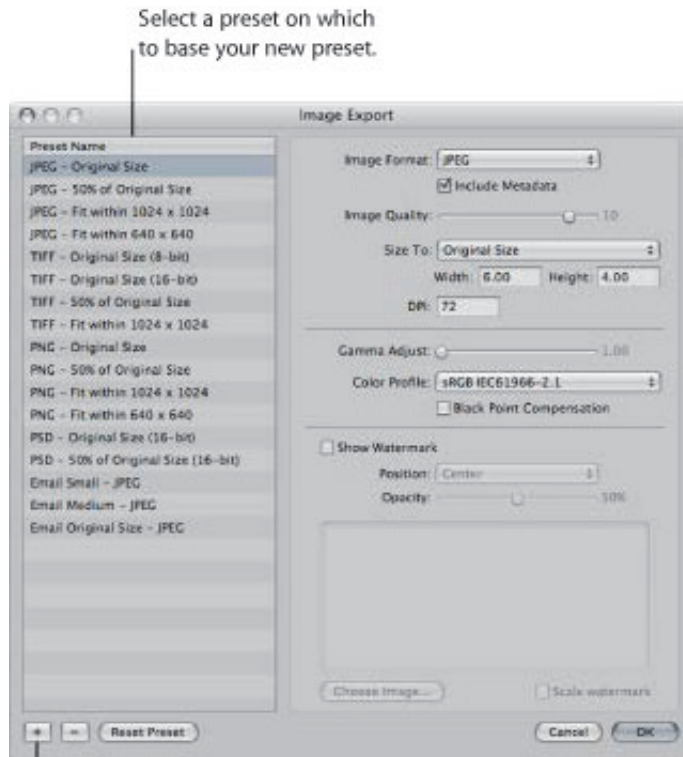 Select a preset on which
to base your new preset.
Image Export
Preset Name
JPEG - Original Size
JPEG - 50% of Original Size
JPEG - Fit within 1024 x 1024
JPEG - Fit within 640 x 640
TIFF - Original Size (8-bit)
TIFF - Original Size (16-bit)
TIFF - 50% of Original Size
TIFF - Fit within 1024 x 1024
PNG - Original Size
PNG - 50% of Original Size
PNG - Fit within 1024 x 1024
PNG - Fit within 640 x 640
PSD - Original Size (16-bit)
PSD - 50% of Original Size (16-bit)
Email Small - JPEG
Email Medium - JPEG
Email Original Size - JPEG
Image Format: JPEG
Include Metadata
Image Quality: 10
Size To: Original Size
Width: 6.00 Height: 4.00
DPI: 72
Gamma Adjust: 1.00
Color Profile: sRGB IEC61966-2.1
Black Point Compensation
Show Watermark
Position: Center
Opacity: 50%
Choose Image...
Scale watermark
+ - Reset Preset
Cancel OK